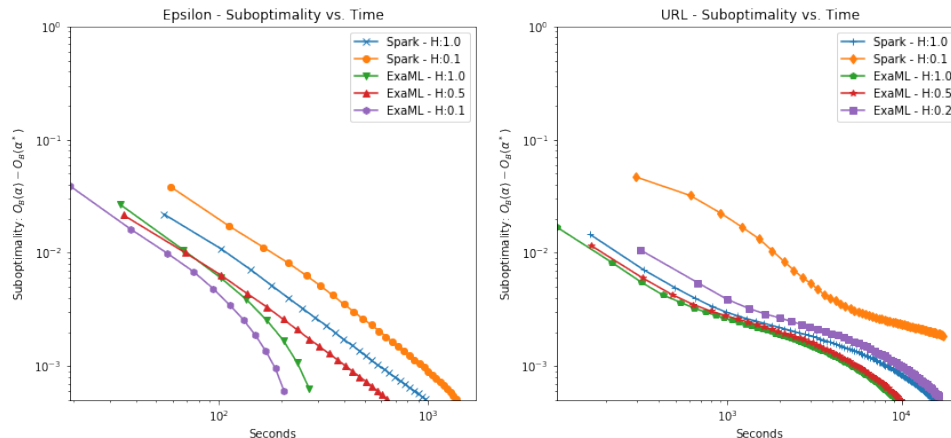 Epsilon - Suboptimality vs. Time
Suboptimality: O_B(α) − O_B(α*)
10⁰
10⁻¹
10⁻²
10⁻³
Spark - H:1.0
Spark - H:0.1
ExaML - H:1.0
ExaML - H:0.5
ExaML - H:0.1
10²
10³
Seconds
URL - Suboptimality vs. Time
Suboptimality: O_B(α) − O_B(α*)
10⁰
10⁻¹
10⁻²
10⁻³
Spark - H:1.0
Spark - H:0.1
ExaML - H:1.0
ExaML - H:0.5
ExaML - H:0.2
10³
10⁴
Seconds